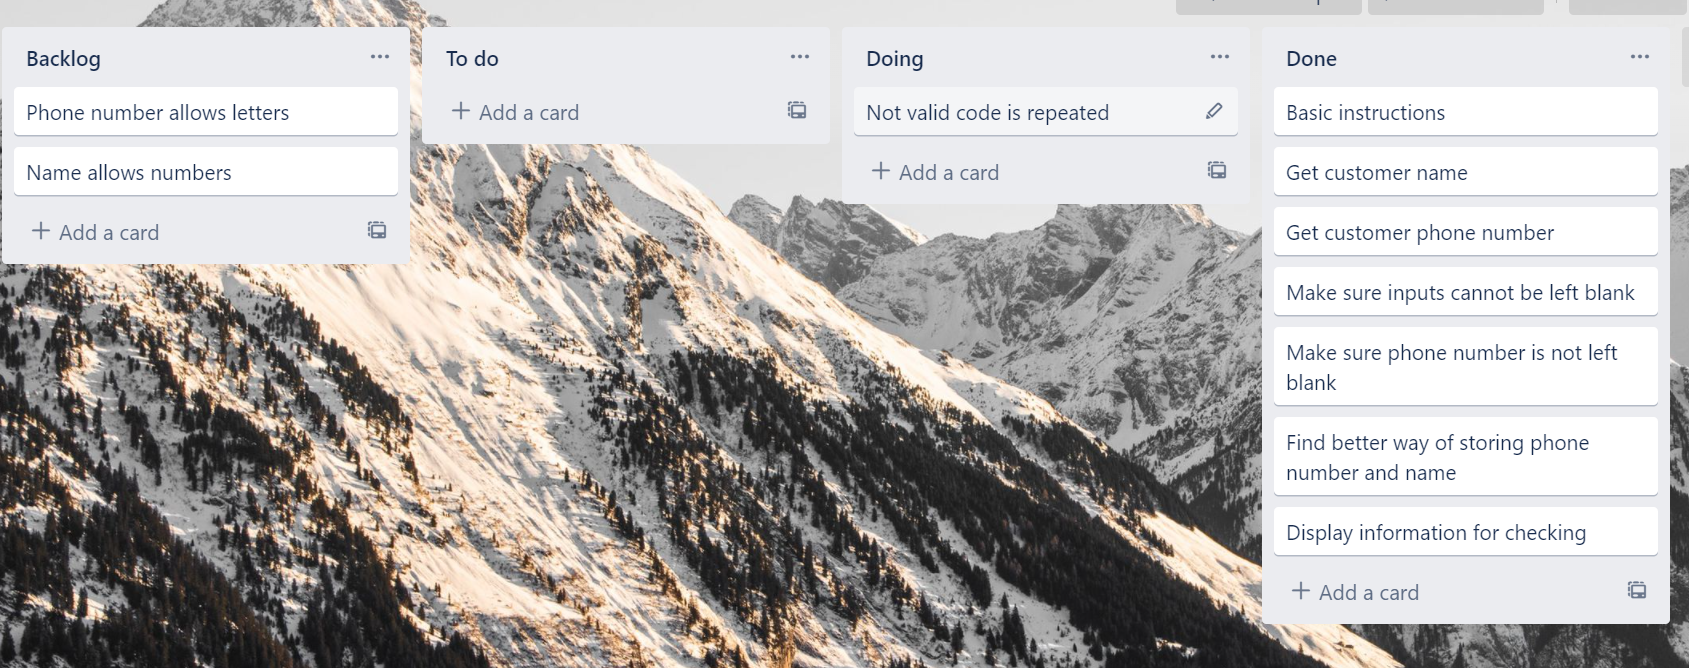 Backlog
Phone number allows letters
Name allows numbers
Add a card
To do
Add a card
Doing
Not valid code is repeated
Add a card
Done
Basic instructions
Get customer name
Get customer phone number
Make sure inputs cannot be left blank
Make sure phone number is not left
blank
Find better way of storing phone
number and name
Display information for checking
Add a card